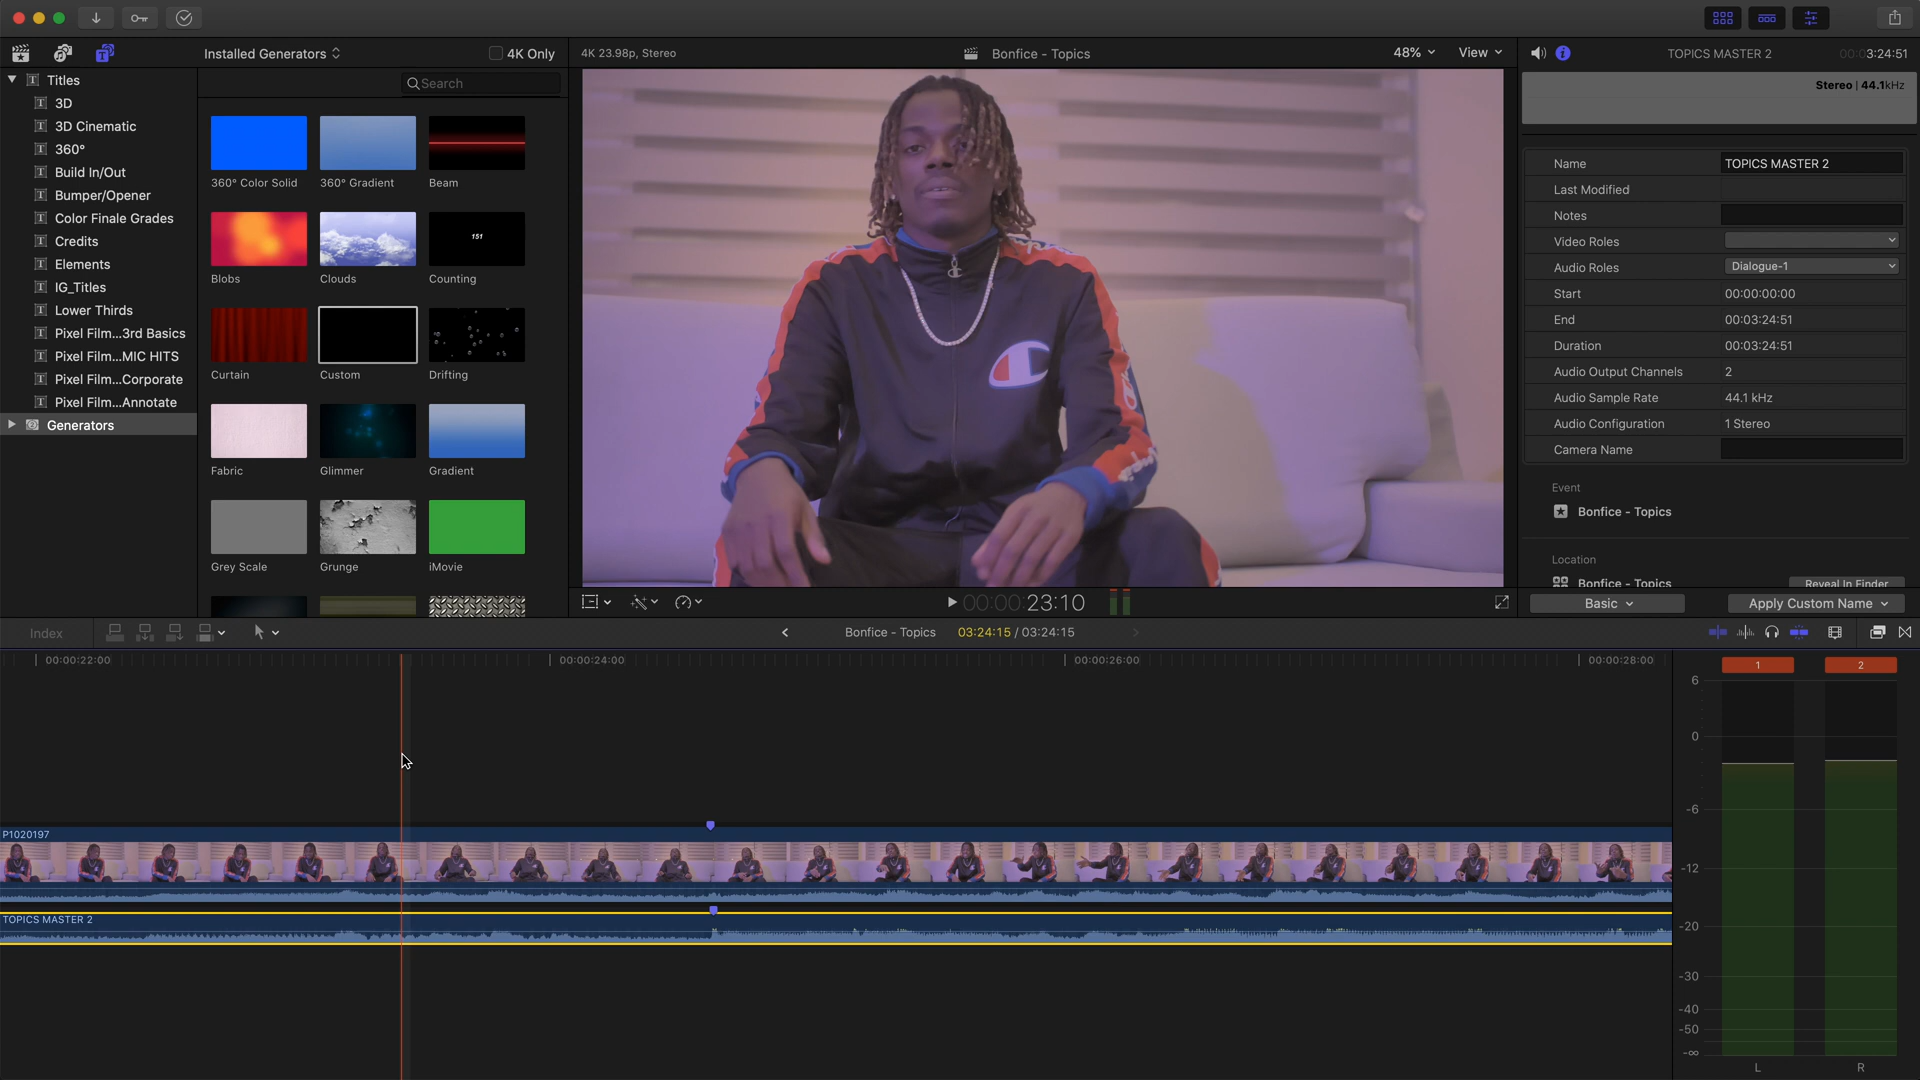 Installed Generators
4K Only
4K 23.98p, Stereo
Bonfice - Topics
48%
View
TOPICS MASTER 2
00:03:24:51
Titles
3D
3D Cinematic
360°
Build In/Out
Bumper/Opener
Color Finale Grades
Credits
Elements
IG_Titles
Lower Thirds
Pixel Film...3rd Basics
Pixel Film...MIC HITS
Pixel Film...Corporate
Pixel Film...Annotate
Generators
Search
360° Color Solid
360° Gradient
Beam
151
Blobs
Clouds
Counting
Curtain
Custom
Drifting
Fabric
Glimmer
Gradient
Grey Scale
Grunge
iMovie
Stereo | 44.1kHz
Name
TOPICS MASTER 2
Last Modified
Notes
Video Roles
Audio Roles
Dialogue-1
Start
00:00:00:00
End
00:03:24:51
Duration
00:03:24:51
Audio Output Channels
2
Audio Sample Rate
44.1 kHz
Audio Configuration
1 Stereo
Camera Name
Event
Bonfice - Topics
Location
Bonfice - Topics
Reveal In Finder
Basic
Apply Custom Name
00:00:23:10
Index
Bonfice - Topics
03:24:15 / 03:24:15
00:00:22:00
00:00:24:00
00:00:26:00
00:00:28:00
P1020197
TOPICS MASTER 2
1
2
6
0
-6
-12
-20
-30
-40
-50
-∞
L
R